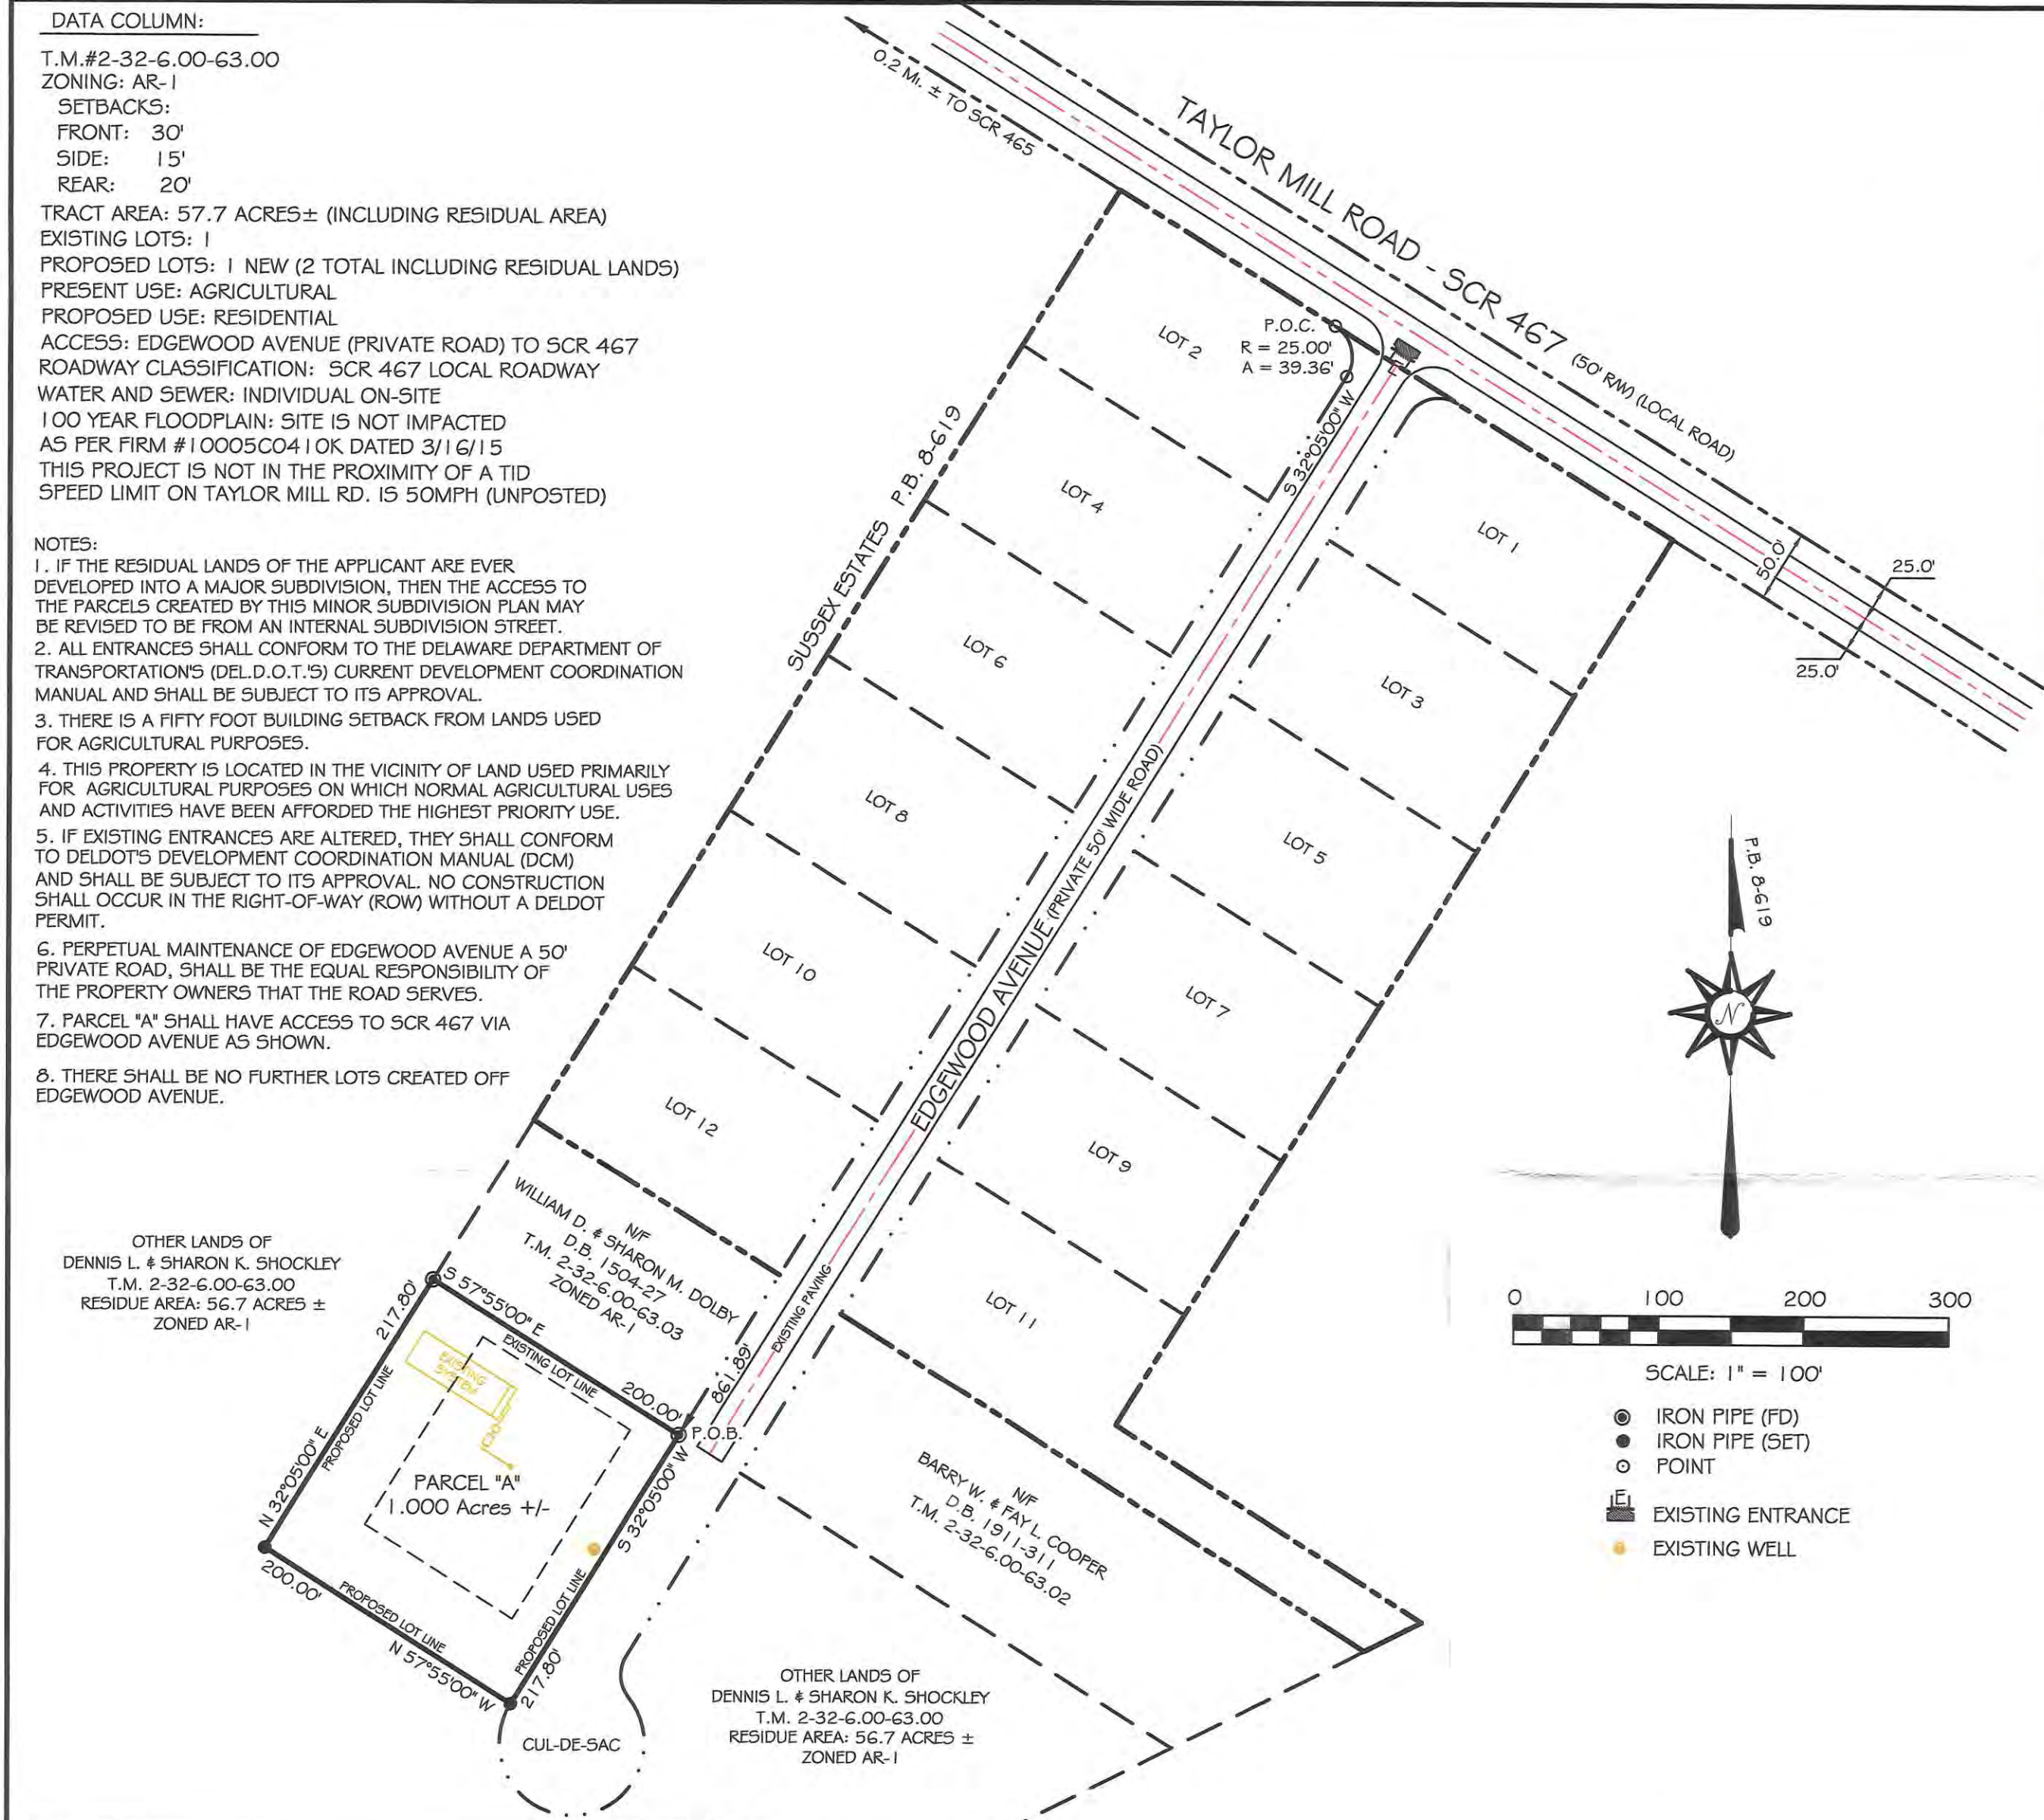 DATA COLUMN:
T.M.#2-32-6.00-63.00
ZONING: AR-1
SETBACKS:
FRONT: 30'
SIDE: 15'
REAR: 20'
TRACT AREA: 57.7 ACRES± (INCLUDING RESIDUAL AREA)
EXISTING LOTS: 1
PROPOSED LOTS: 1 NEW (2 TOTAL INCLUDING RESIDUAL LANDS)
PRESENT USE: AGRICULTURAL
PROPOSED USE: RESIDENTIAL
ACCESS: EDGEWOOD AVENUE (PRIVATE ROAD) TO SCR 467
ROADWAY CLASSIFICATION: SCR 467 LOCAL ROADWAY
WATER AND SEWER: INDIVIDUAL ON-SITE
100 YEAR FLOODPLAIN: SITE IS NOT IMPACTED
AS PER FIRM #10005C0410K DATED 3/16/15
THIS PROJECT IS NOT IN THE PROXIMITY OF A TID
SPEED LIMIT ON TAYLOR MILL RD. IS 50MPH (UNPOSTED)
NOTES:
1. IF THE RESIDUAL LANDS OF THE APPLICANT ARE EVER
DEVELOPED INTO A MAJOR SUBDIVISION, THEN THE ACCESS TO
THE PARCELS CREATED BY THIS MINOR SUBDIVISION PLAN MAY
BE REVISED TO BE FROM AN INTERNAL SUBDIVISION STREET.
2. ALL ENTRANCES SHALL CONFORM TO THE DELAWARE DEPARTMENT OF
TRANSPORTATION'S (DEL.D.O.T.'S) CURRENT DEVELOPMENT COORDINATION
MANUAL AND SHALL BE SUBJECT TO ITS APPROVAL.
3. THERE IS A FIFTY FOOT BUILDING SETBACK FROM LANDS USED
FOR AGRICULTURAL PURPOSES.
4. THIS PROPERTY IS LOCATED IN THE VICINITY OF LAND USED PRIMARILY
FOR AGRICULTURAL PURPOSES ON WHICH NORMAL AGRICULTURAL USES
AND ACTIVITIES HAVE BEEN AFFORDED THE HIGHEST PRIORITY USE.
5. IF EXISTING ENTRANCES ARE ALTERED, THEY SHALL CONFORM
TO DELDOT'S DEVELOPMENT COORDINATION MANUAL (DCM)
AND SHALL BE SUBJECT TO ITS APPROVAL. NO CONSTRUCTION
SHALL OCCUR IN THE RIGHT-OF-WAY (ROW) WITHOUT A DELDOT
PERMIT.
6. PERPETUAL MAINTENANCE OF EDGEWOOD AVENUE A 50'
PRIVATE ROAD, SHALL BE THE EQUAL RESPONSIBILITY OF
THE PROPERTY OWNERS THAT THE ROAD SERVES.
7. PARCEL "A" SHALL HAVE ACCESS TO SCR 467 VIA
EDGEWOOD AVENUE AS SHOWN.
8. THERE SHALL BE NO FURTHER LOTS CREATED OFF
EDGEWOOD AVENUE.
0.2 MI. ± TO SCR 465
TAYLOR MILL ROAD - SCR 467 (50' R/W) (LOCAL ROAD)
P.O.C.
R = 25.00'
A = 39.36'
E
S 32°05'00" W
50.0'
25.0'
25.0'
SUSSEX ESTATES P.B. 8-619
LOT 2
LOT 4
LOT 6
LOT 8
LOT 10
LOT 12
LOT 1
LOT 3
LOT 5
LOT 7
LOT 9
LOT 11
EDGEWOOD AVENUE (PRIVATE 50' WIDE ROAD)
EXISTING PAVING
861.89'
P.B. 8-619
N
N/F
WILLIAM D. & SHARON M. DOLBY
D.B. 1504-27
T.M. 2-32-6.00-63.03
ZONED AR-1
OTHER LANDS OF
DENNIS L. & SHARON K. SHOCKLEY
T.M. 2-32-6.00-63.00
RESIDUE AREA: 56.7 ACRES ±
ZONED AR-1
S 57°55'00" E
EXISTING LOT LINE
200.00'
P.O.B.
217.80'
N 32°05'00" E
PROPOSED LOT LINE
EXISTING
SYSTEM
PARCEL "A"
1.000 Acres +/-
S 32°05'00" W
PROPOSED LOT LINE
217.80'
200.00'
PROPOSED LOT LINE
N 57°55'00" W
CUL-DE-SAC
N/F
BARRY W. & FAY L. COOPER
D.B. 1911-311
T.M. 2-32-6.00-63.02
OTHER LANDS OF
DENNIS L. & SHARON K. SHOCKLEY
T.M. 2-32-6.00-63.00
RESIDUE AREA: 56.7 ACRES ±
ZONED AR-1
0 100 200 300
SCALE: 1" = 100'
IRON PIPE (FD)
IRON PIPE (SET)
POINT
E EXISTING ENTRANCE
EXISTING WELL